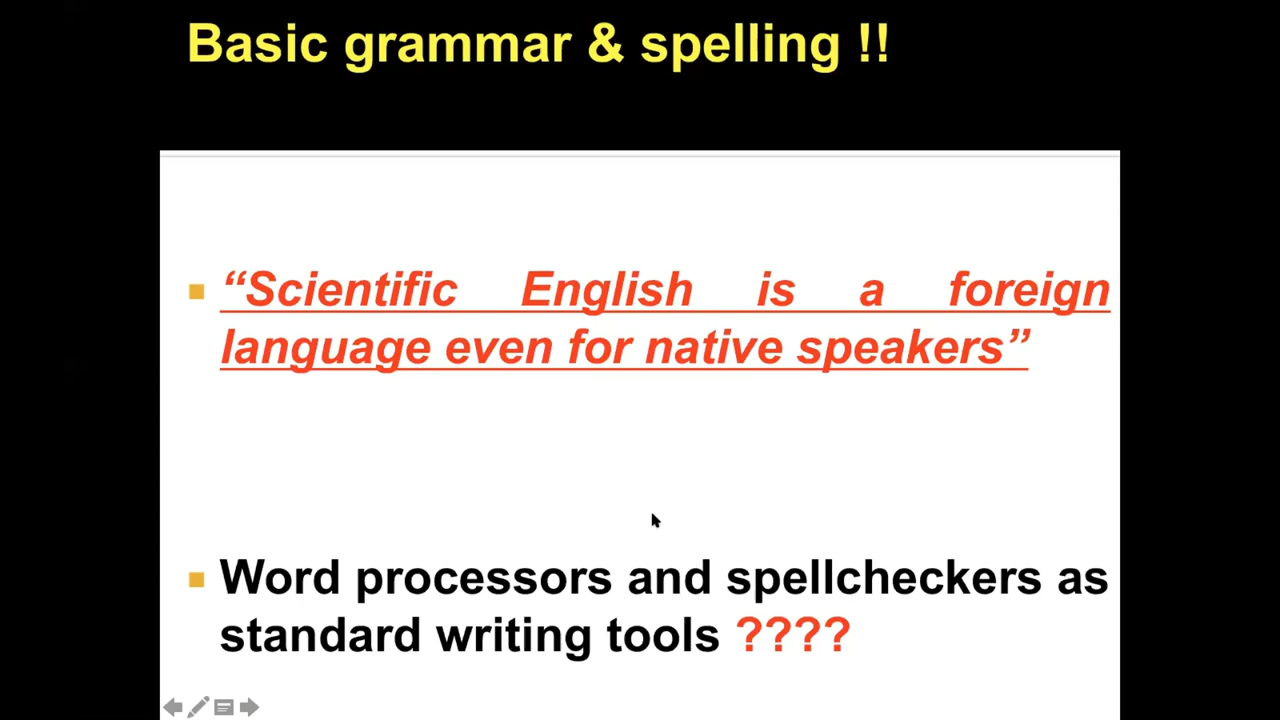 Basic grammar & spelling !!
“Scientific English is a foreign
language even for native speakers”
Word processors and spellcheckers as
standard writing tools ????